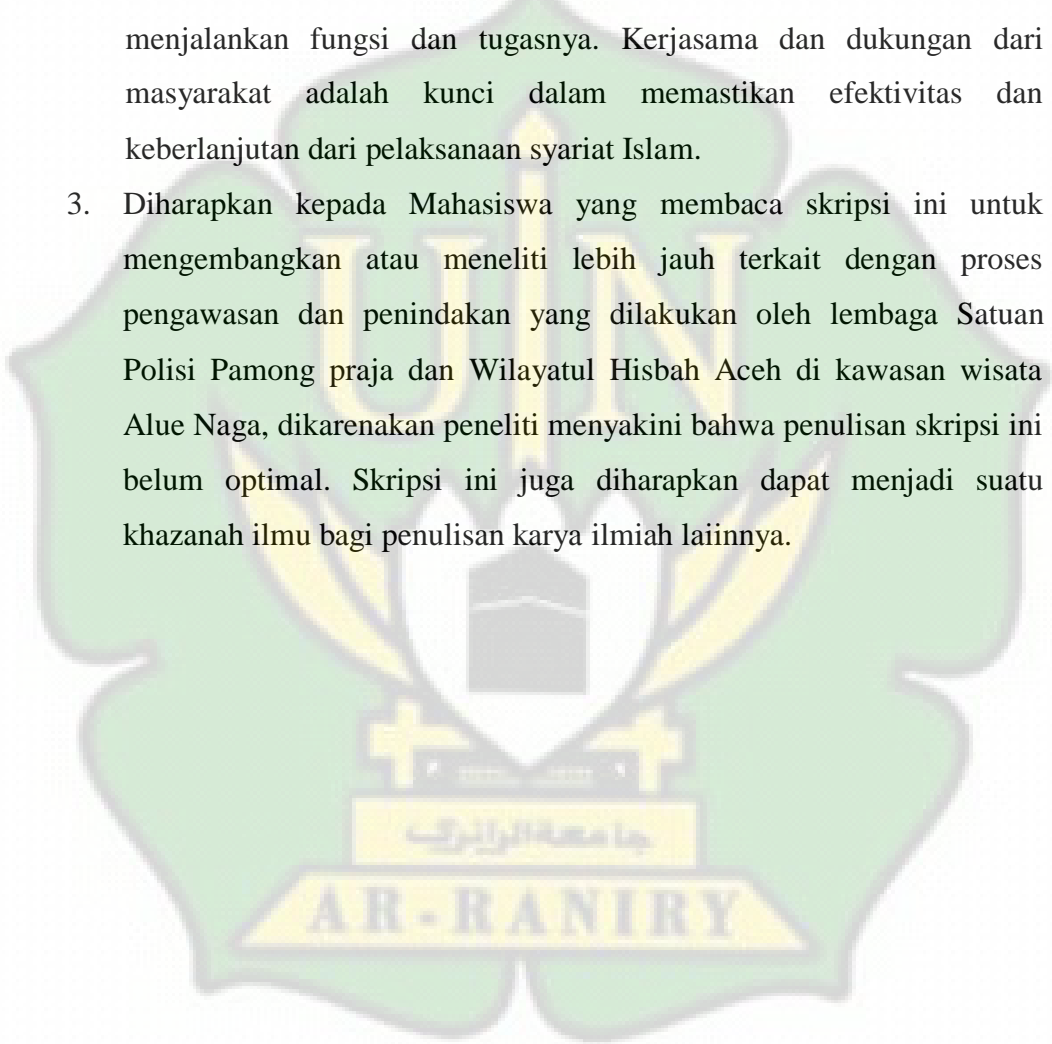 menjalankan fungsi dan tugasnya. Kerjasama dan dukungan dari
masyarakat adalah kunci dalam memastikan efektivitas dan
keberlanjutan dari pelaksanaan syariat Islam.
3. Diharapkan kepada Mahasiswa yang membaca skripsi ini untuk
mengembangkan atau meneliti lebih jauh terkait dengan proses
pengawasan dan penindakan yang dilakukan oleh lembaga Satuan
Polisi Pamong praja dan Wilayatul Hisbah Aceh di kawasan wisata
Alue Naga, dikarenakan peneliti menyakini bahwa penulisan skripsi ini
belum optimal. Skripsi ini juga diharapkan dapat menjadi suatu
khazanah ilmu bagi penulisan karya ilmiah laiinnya.
UIN
جامعة الرانري
AR-RANIRY